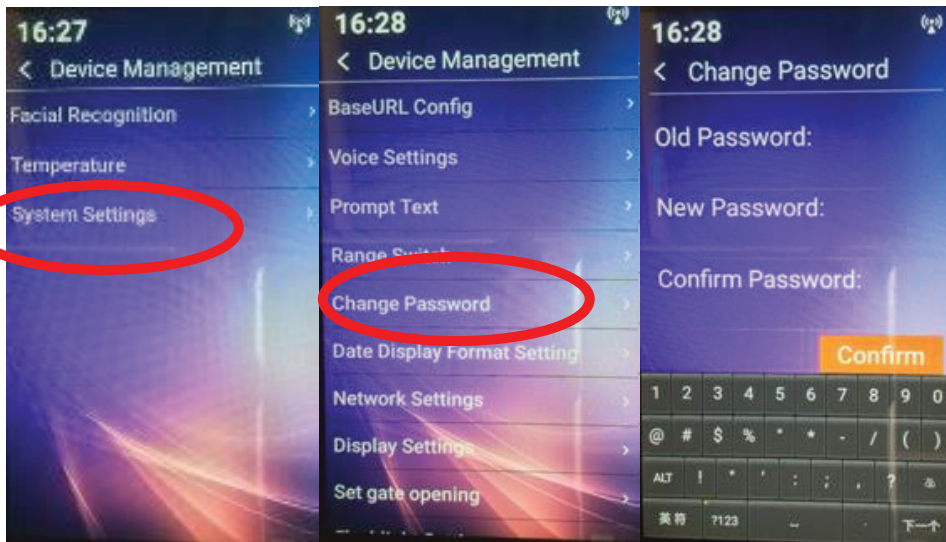 16:27
< Device Management
Facial Recognition >
Temperature >
System Settings >
16:28
< Device Management
BaseURL Config >
Voice Settings >
Prompt Text >
Range Switch >
Change Password >
Date Display Format Setting >
Network Settings >
Display Settings >
Set gate opening >
16:28
< Change Password
Old Password:
New Password:
Confirm Password:
Confirm
1 2 3 4 5 6 7 8 9 0
@ # $ % " * - / ( )
ALT ! " ' : ; , ?
英符 ?123 .  下一个